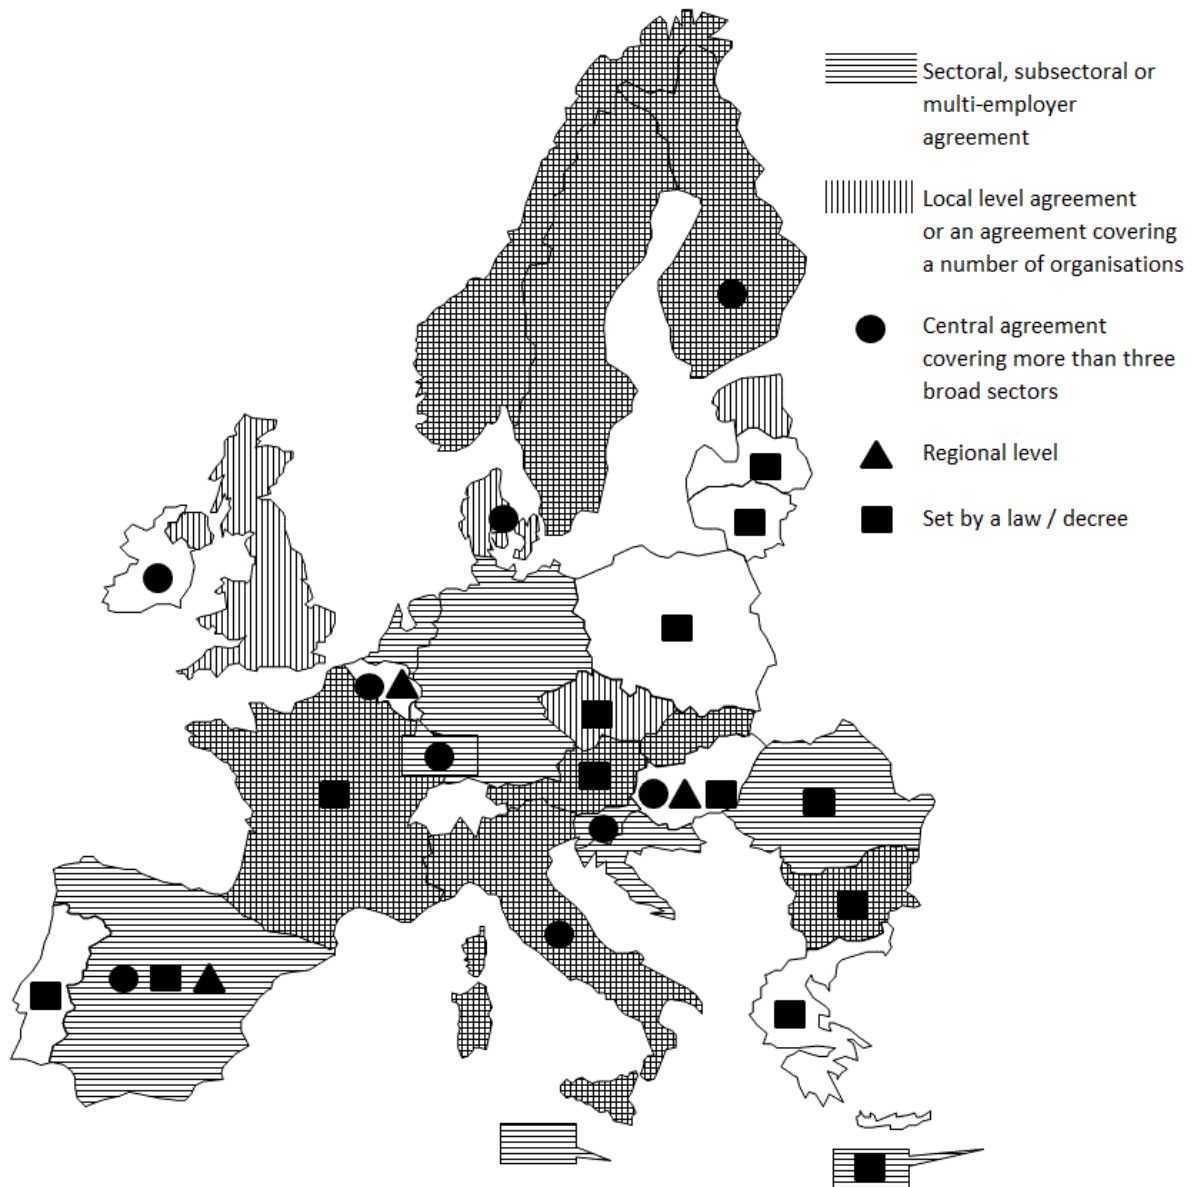 Sectoral, subsectoral or
multi-employer
agreement
Local level agreement
or an agreement covering
a number of organisations
Central agreement
covering more than three
broad sectors
Regional level
Set by a law / decree